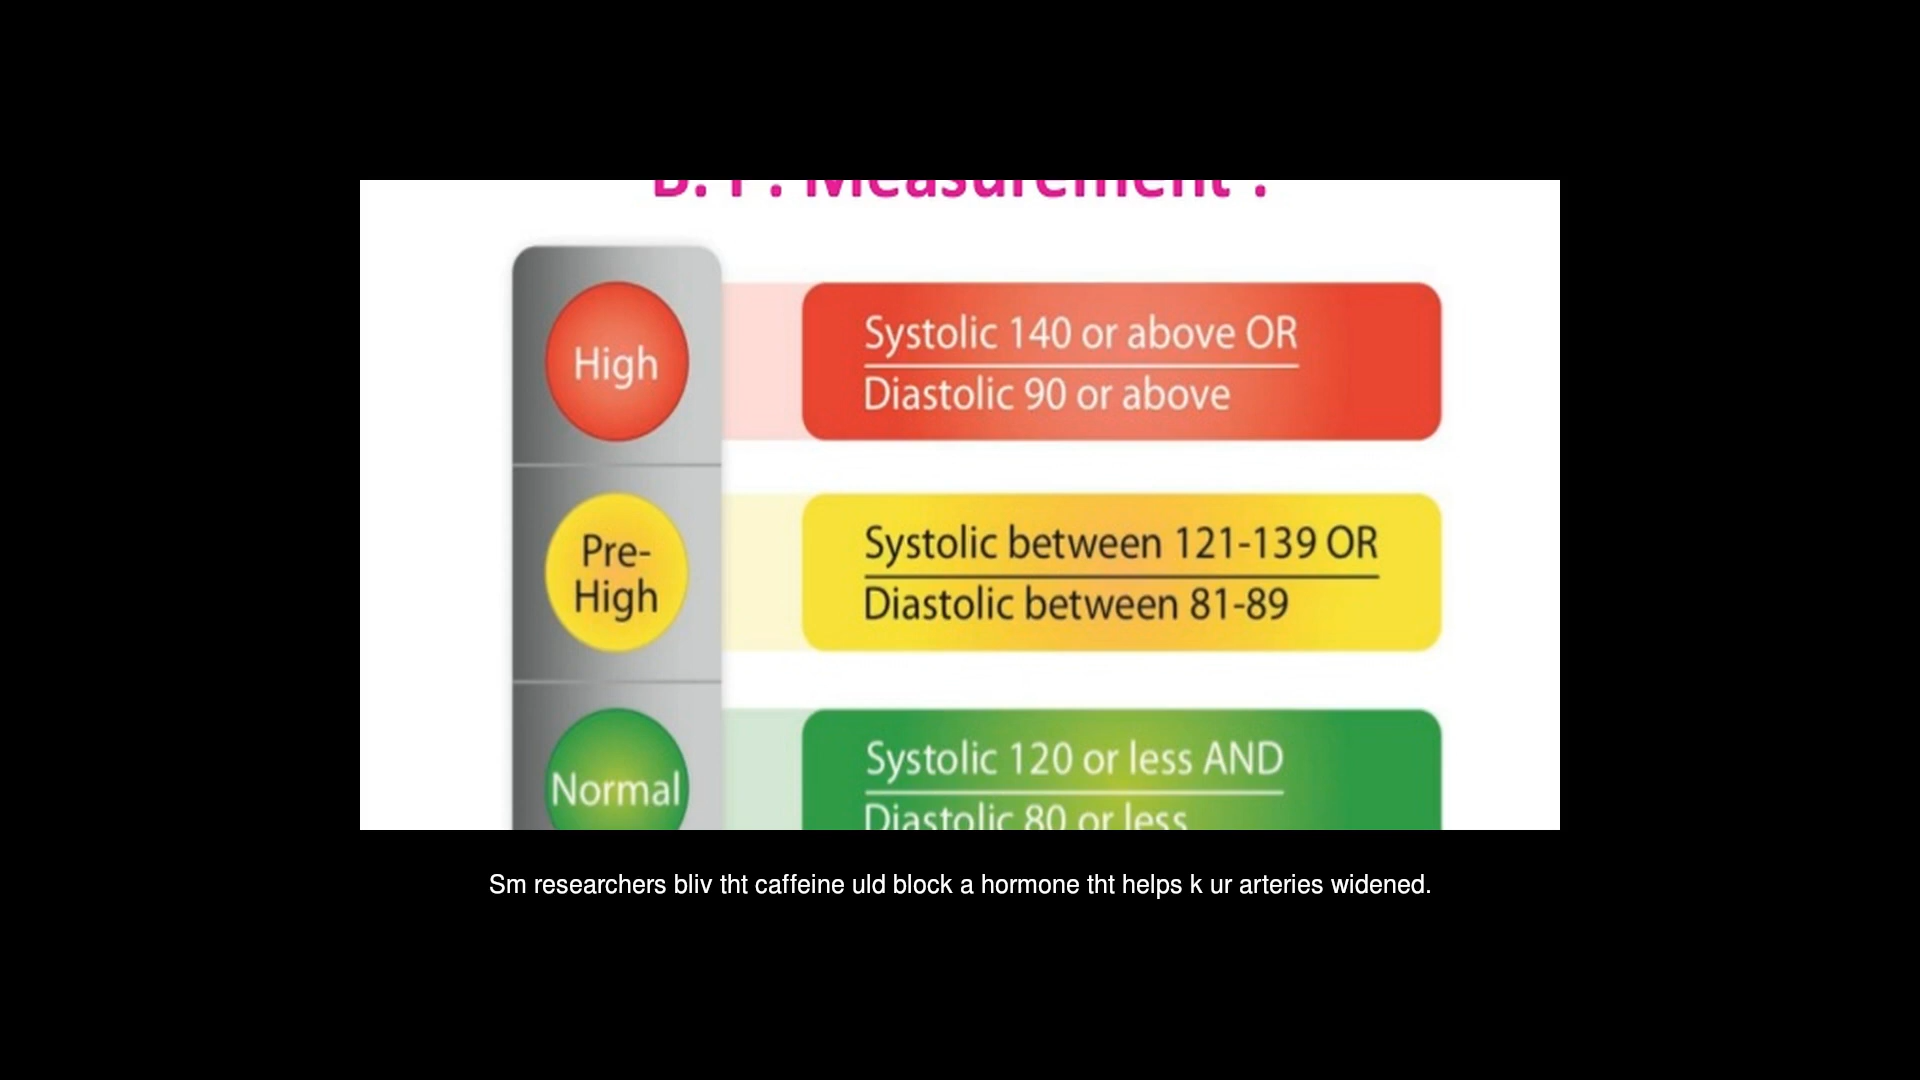 B. P. Measurement :
High
Systolic 140 or above OR
Diastolic 90 or above
Pre-
High
Systolic between 121-139 OR
Diastolic between 81-89
Normal
Systolic 120 or less AND
Diastolic 80 or less
Sm researchers bliv tht caffeine uld block a hormone tht helps k ur arteries widened.